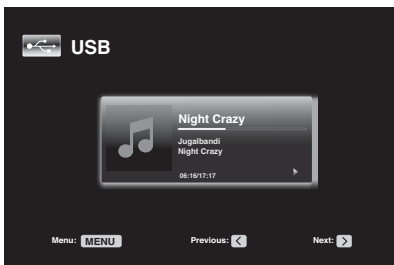 USB
Night Crazy
Jugalbandi
Night Crazy
06:16/17:17
Menu: MENU Previous: Next: